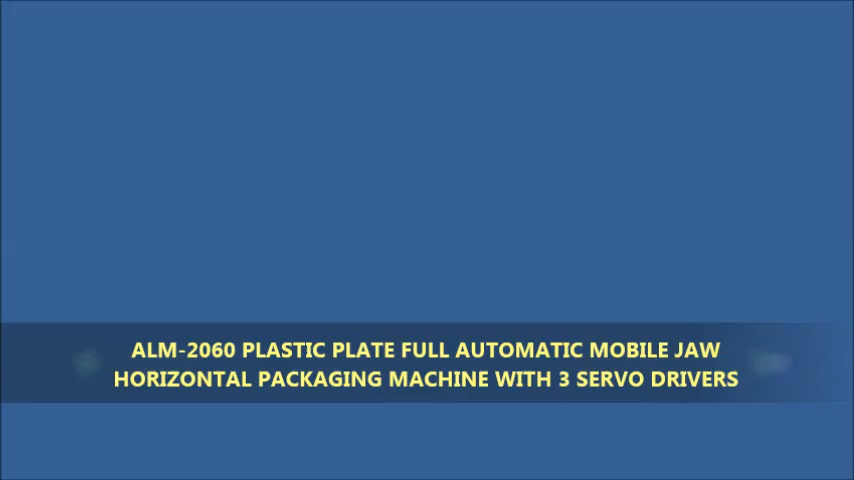 ALM-2060 PLASTIC PLATE FULL AUTOMATIC MOBILE JAW
HORIZONTAL PACKAGING MACHINE WITH 3 SERVO DRIVERS